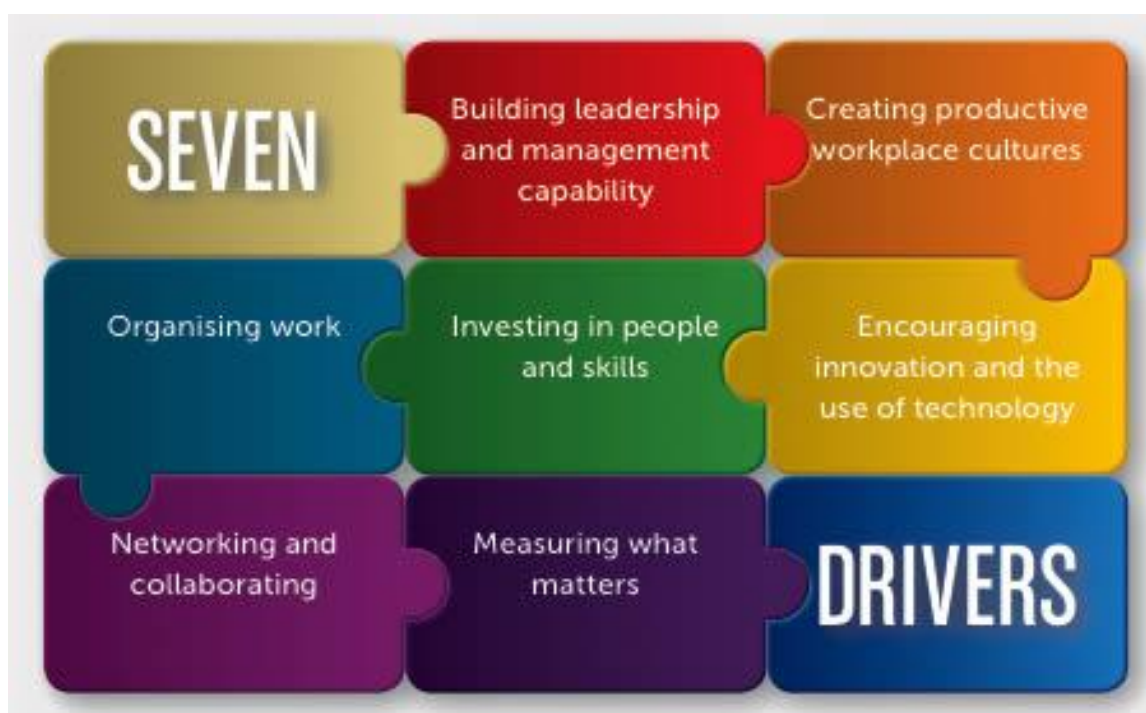 SEVEN
Building leadership
and management
capability
Creating productive
workplace cultures
Organising work
Investing in people
and skills
Encouraging
innovation and the
use of technology
Networking and
collaborating
Measuring what
matters
DRIVERS